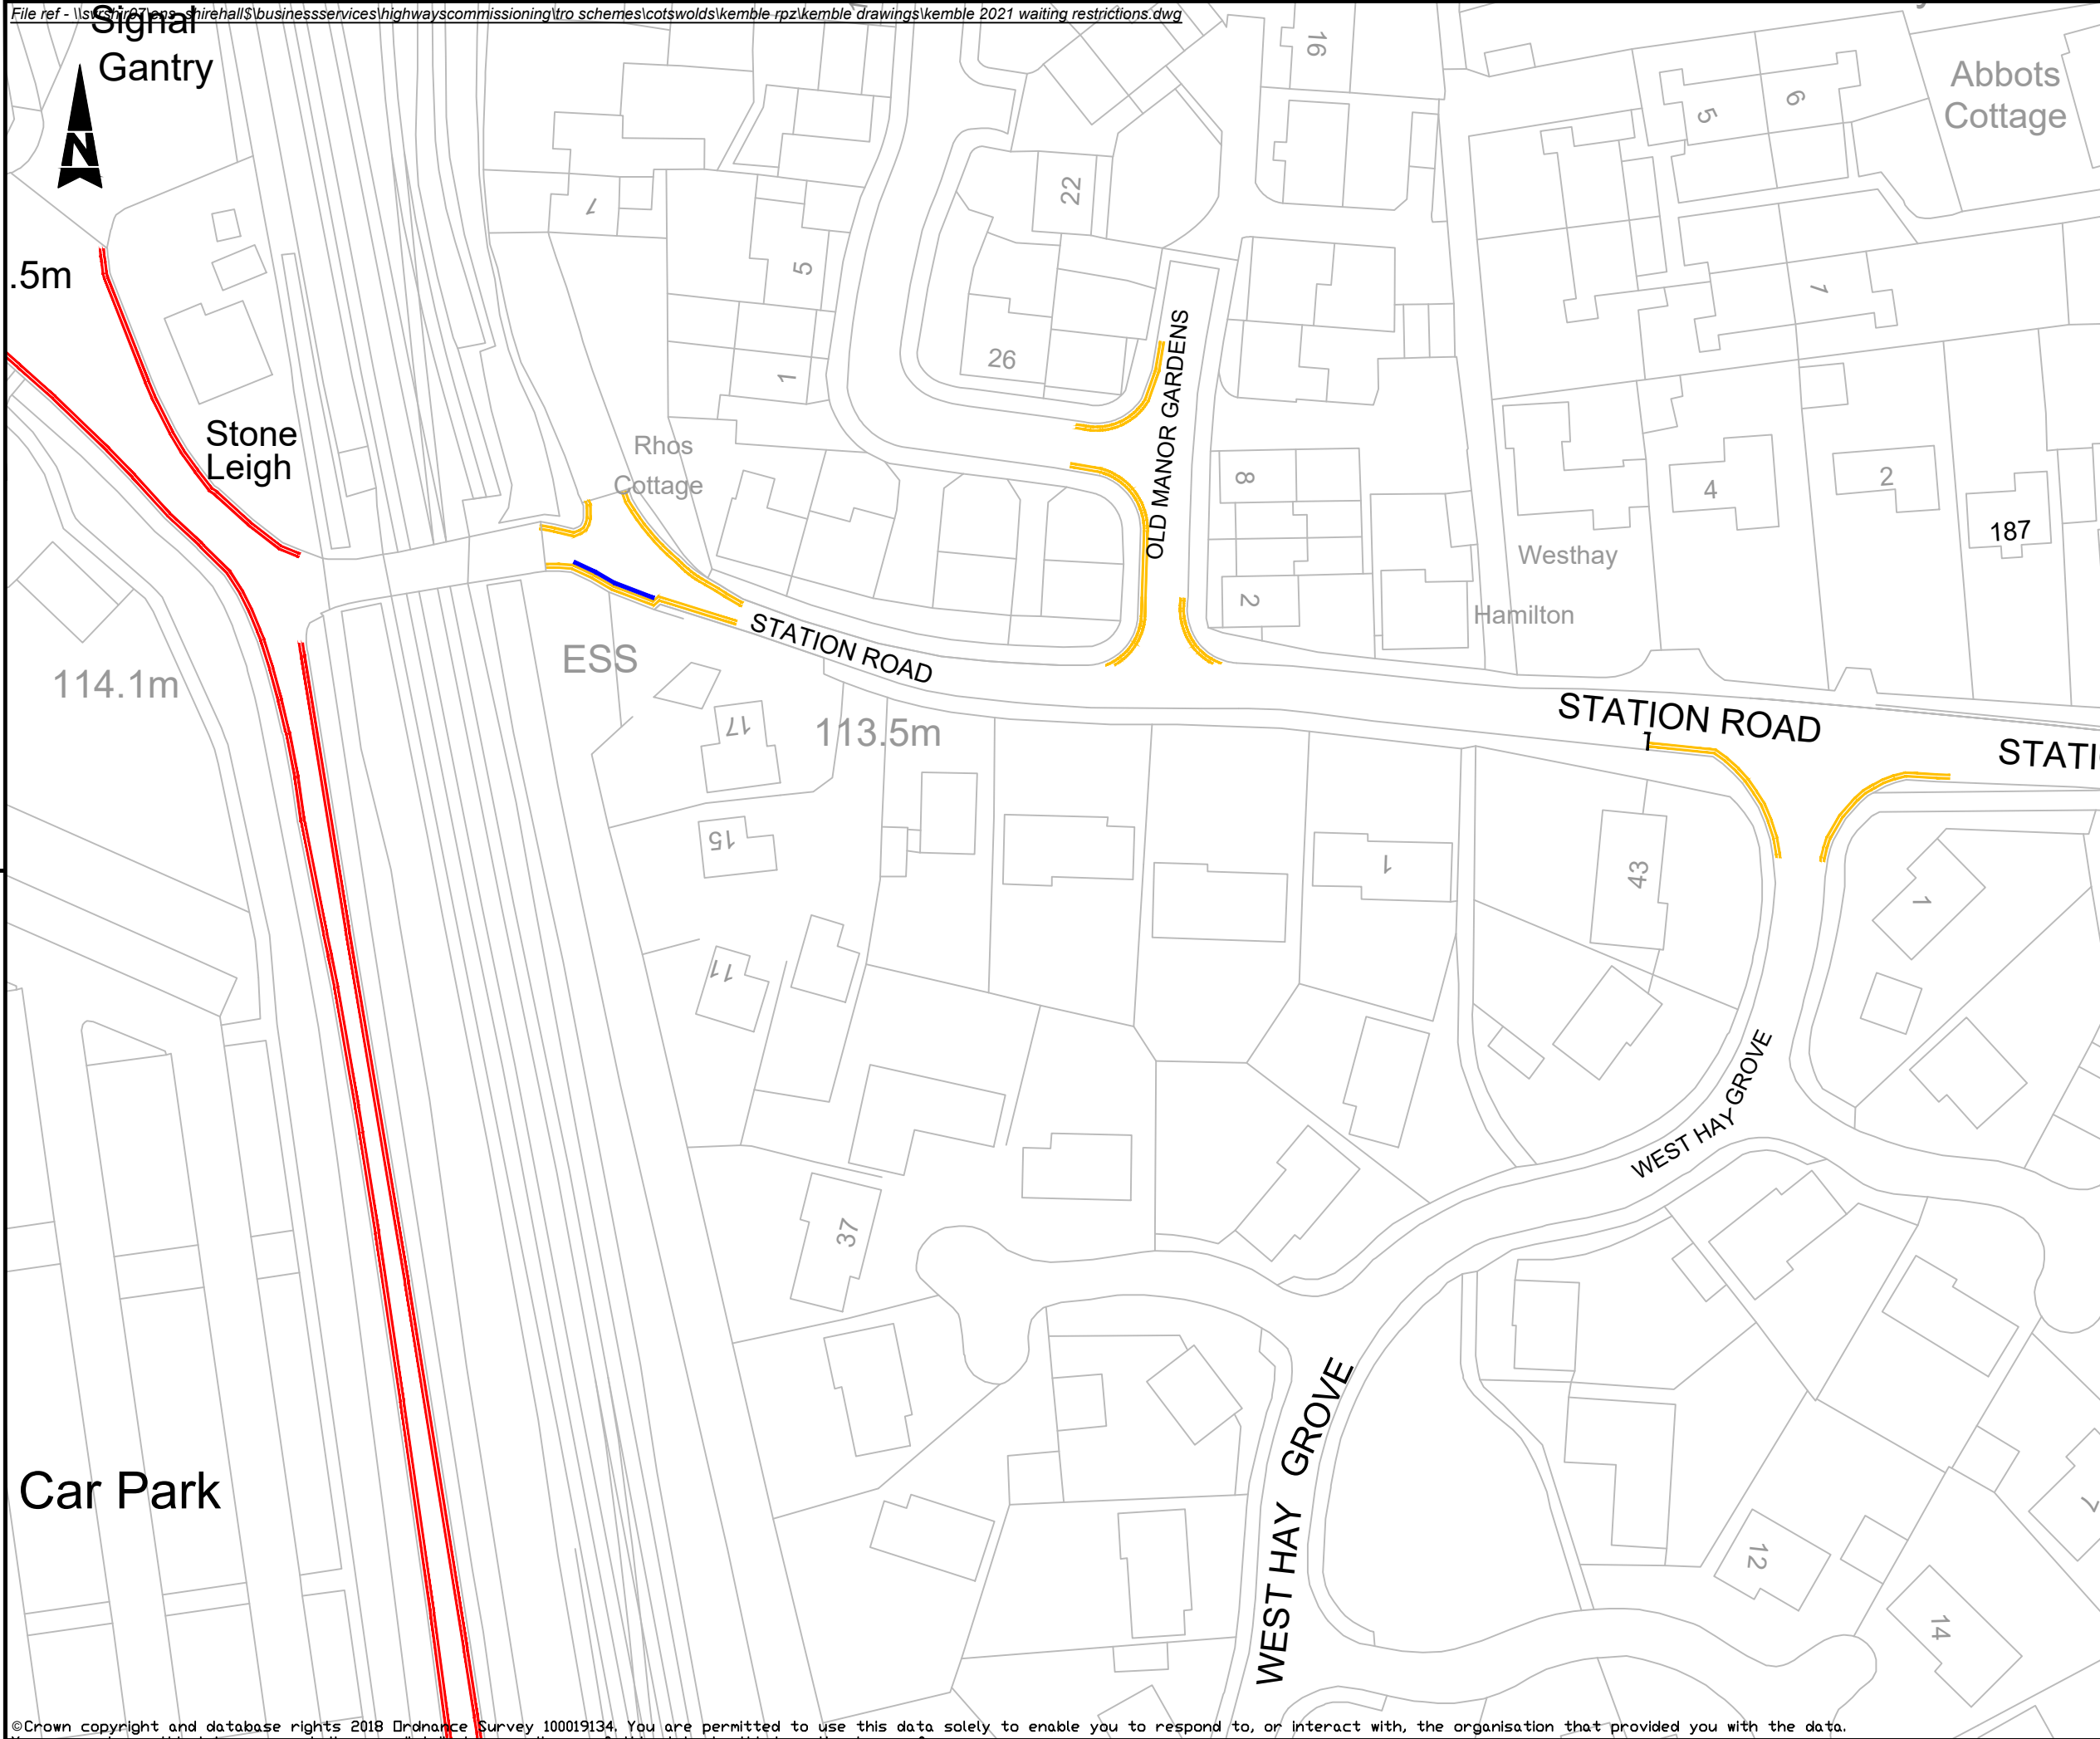 File ref - \\svrshir07\ens_shirehall$\businessservices\highwayscommissioning\tro schemes\cotswolds\kemble rpz\kemble drawings\kemble 2021 waiting restrictions.dwg
Signal
Gantry
N
.5m
Stone
Leigh
114.1m
Car Park
16
5
6
Abbots
Cottage
22
7
5
1
26
1
Rhos
Cottage
OLD MANOR GARDENS
8
2
4
2
187
Westhay
Hamilton
ESS
STATION ROAD
STATION ROAD
STATI
113.5m
17
15
11
1
43
1
37
WEST HAY GROVE
WEST HAY GROVE
12
14
7
©Crown copyright and database rights 2018 Ordnance Survey 100019134. You are permitted to use this data solely to enable you to respond to, or interact with, the organisation that provided you with the data.